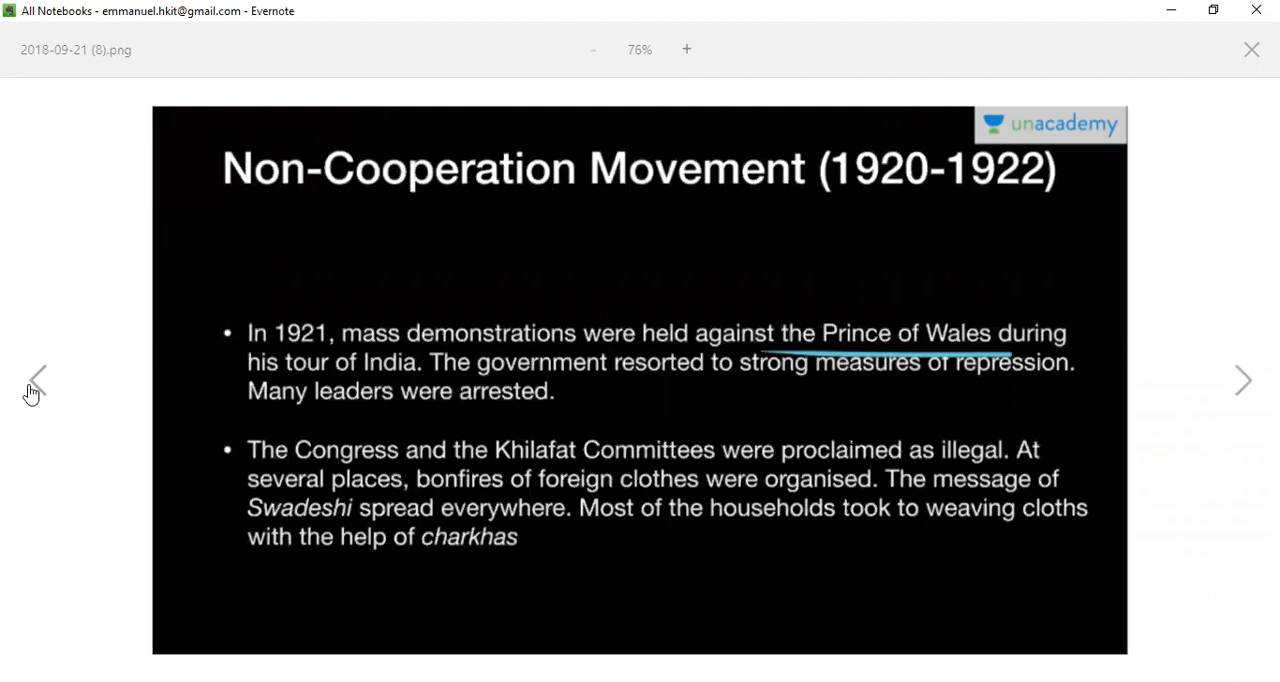 All Notebooks - emmanuel.hkit@gmail.com - Evernote
2018-09-21 (8).png
- 76% +
unacademy
Non-Cooperation Movement (1920-1922)
• In 1921, mass demonstrations were held against the Prince of Wales during
his tour of India. The government resorted to strong measures of repression.
Many leaders were arrested.
• The Congress and the Khilafat Committees were proclaimed as illegal. At
several places, bonfires of foreign clothes were organised. The message of
Swadeshi spread everywhere. Most of the households took to weaving cloths
with the help of charkhas